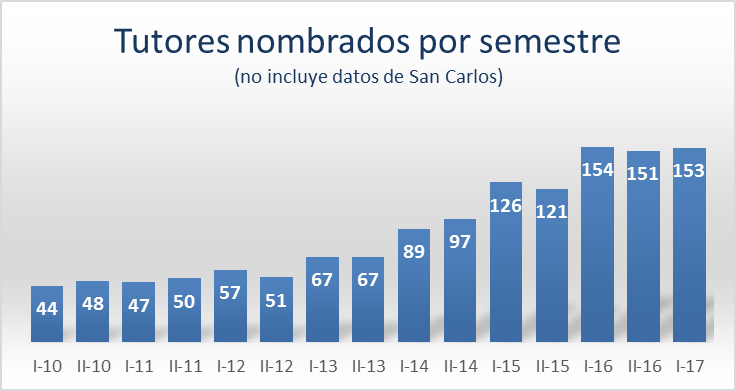 Tutores nombrados por semestre
(no incluye datos de San Carlos)
44 48 47 50 57 51 67 67 89 97 126 121 154 151 153
I-10 II-10 I-11 II-11 I-12 II-12 I-13 II-13 I-14 II-14 I-15 II-15 I-16 II-16 I-17